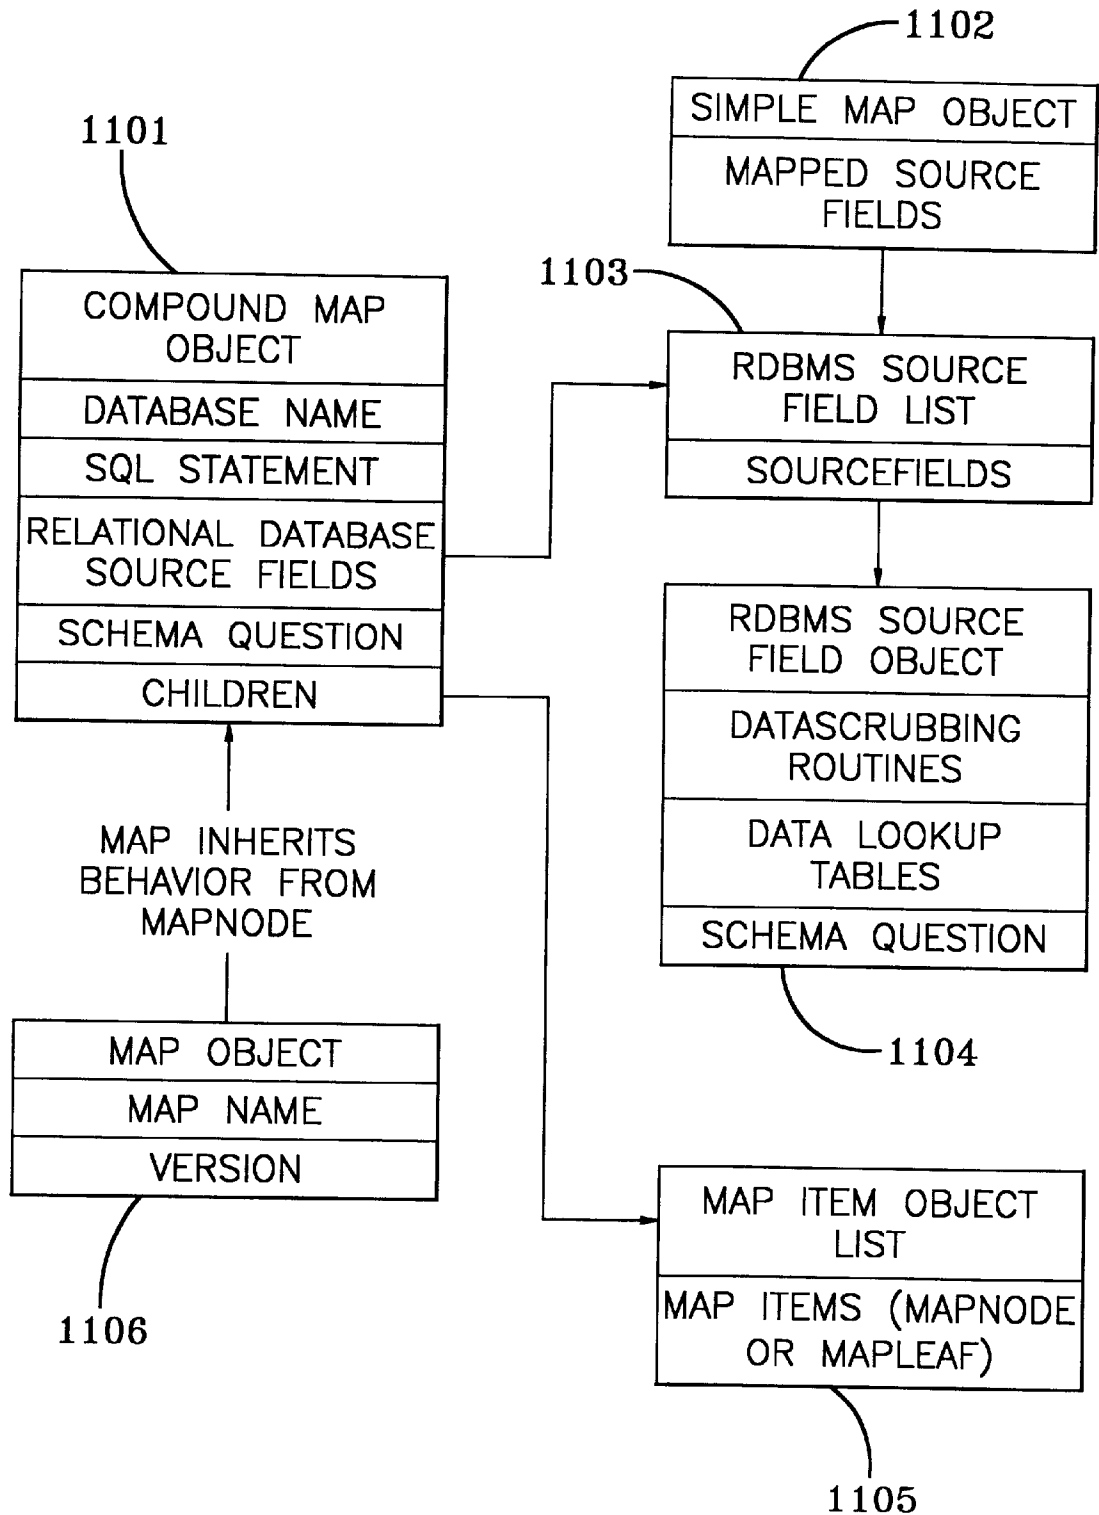 1102
SIMPLE MAP OBJECT
MAPPED SOURCE
FIELDS
1101
COMPOUND MAP
OBJECT
DATABASE NAME
SQL STATEMENT
RELATIONAL DATABASE
SOURCE FIELDS
SCHEMA QUESTION
CHILDREN
1103
RDBMS SOURCE
FIELD LIST
SOURCEFIELDS
RDBMS SOURCE
FIELD OBJECT
DATASCRUBBING
ROUTINES
DATA LOOKUP
TABLES
SCHEMA QUESTION
1104
MAP INHERITS
BEHAVIOR FROM
MAPNODE
MAP OBJECT
MAP NAME
VERSION
1106
MAP ITEM OBJECT
LIST
MAP ITEMS (MAPNODE
OR MAPLEAF)
1105